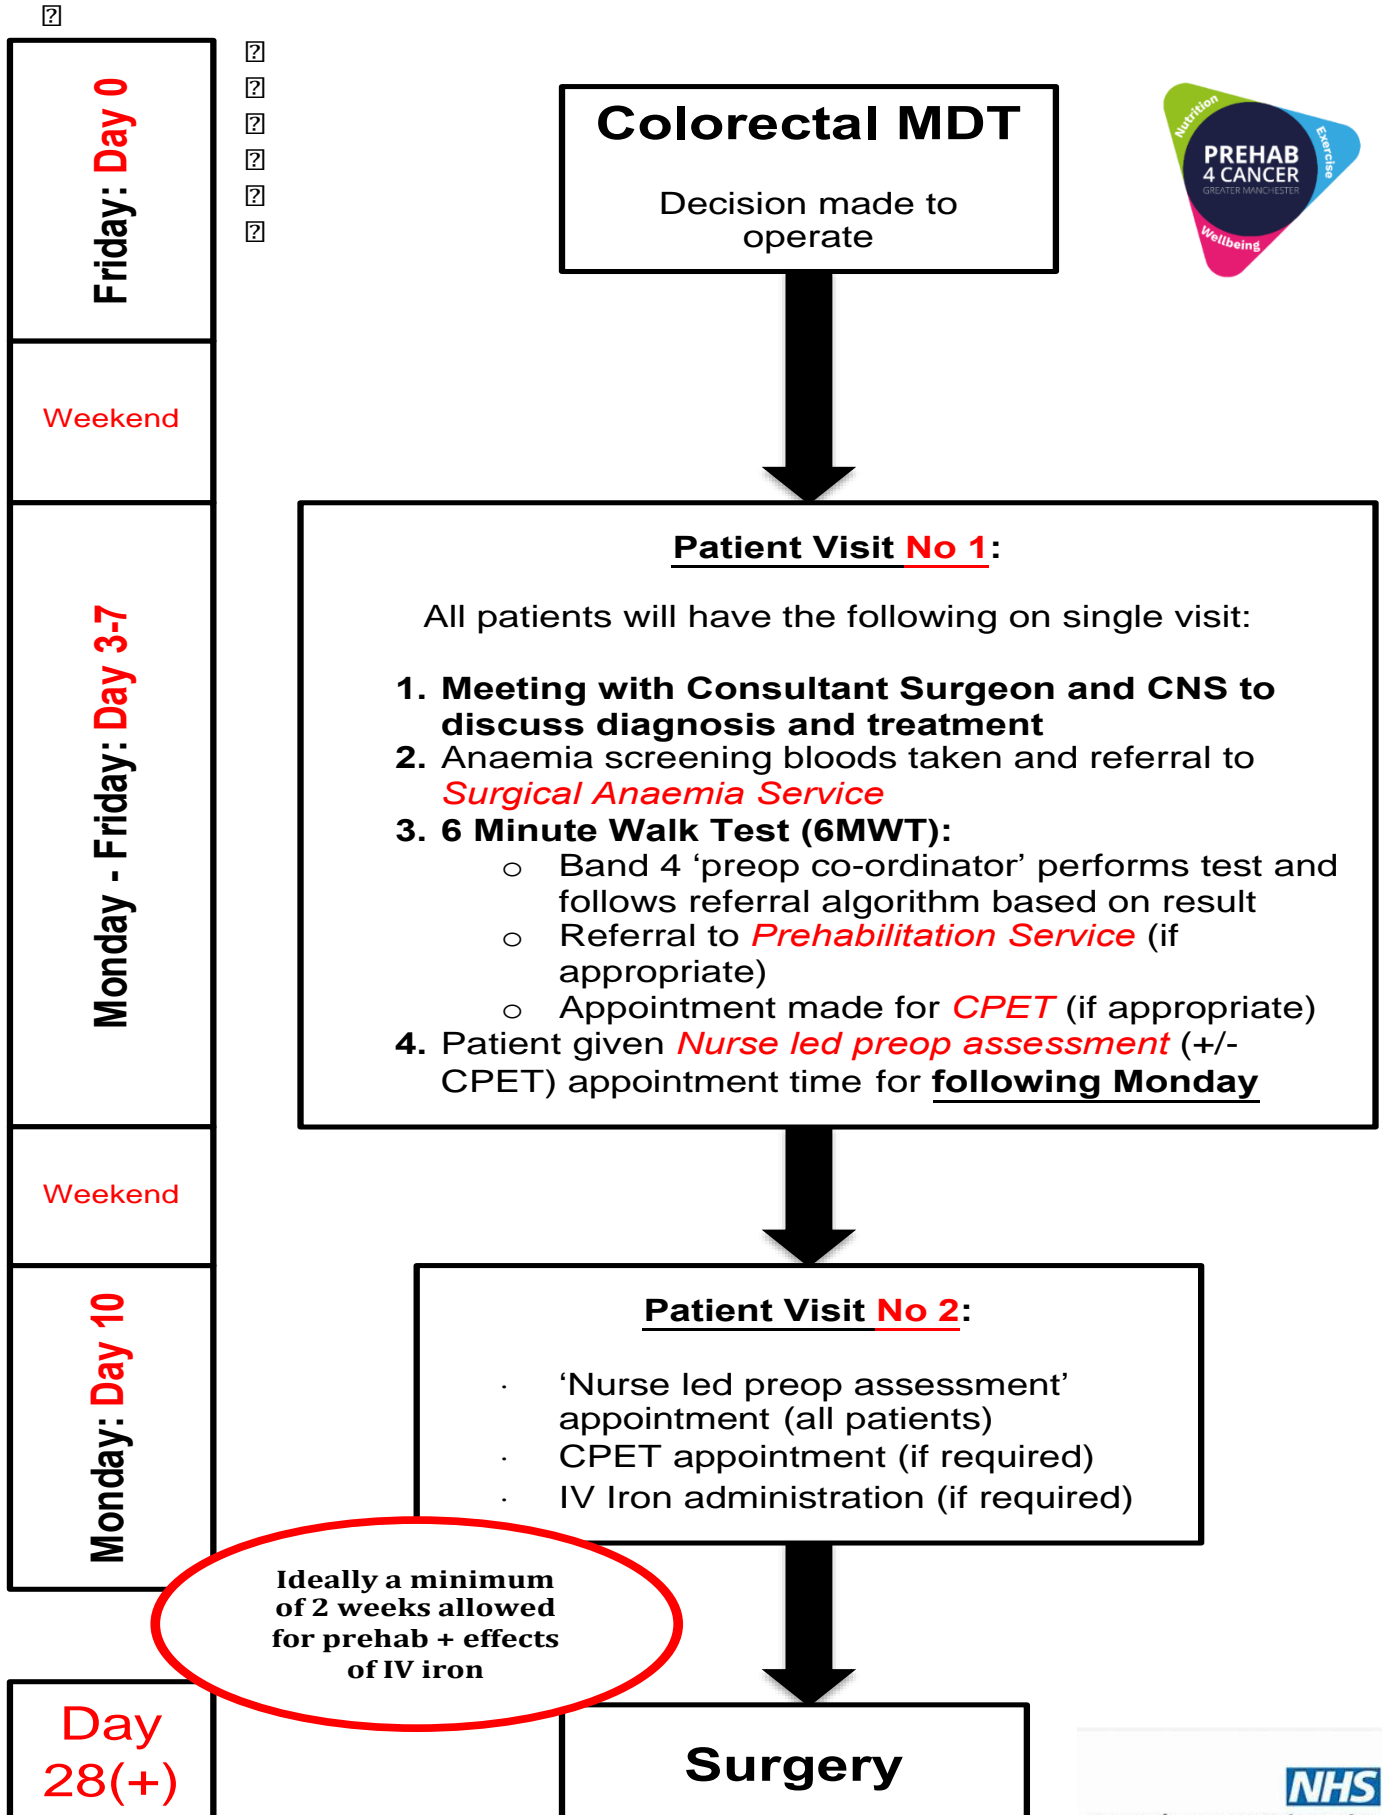 Friday: Day 0
Colorectal MDT
Decision made to
operate
Nutrition
Exercise
PREHAB
4 CANCER
GREATER MANCHESTER
Wellbeing
Weekend
Monday - Friday: Day 3-7
Patient Visit No 1:
All patients will have the following on single visit:
1. Meeting with Consultant Surgeon and CNS to
discuss diagnosis and treatment
2. Anaemia screening bloods taken and referral to
Surgical Anaemia Service
3. 6 Minute Walk Test (6MWT):
o Band 4 ‘preop co-ordinator’ performs test and
follows referral algorithm based on result
o Referral to Prehabilitation Service (if
appropriate)
o Appointment made for CPET (if appropriate)
4. Patient given Nurse led preop assessment (+/-
CPET) appointment time for following Monday
Weekend
Monday: Day 10
Patient Visit No 2:
· ‘Nurse led preop assessment’
appointment (all patients)
· CPET appointment (if required)
· IV Iron administration (if required)
Ideally a minimum
of 2 weeks allowed
for prehab + effects
of IV iron
Day
28(+)
Surgery
NHS